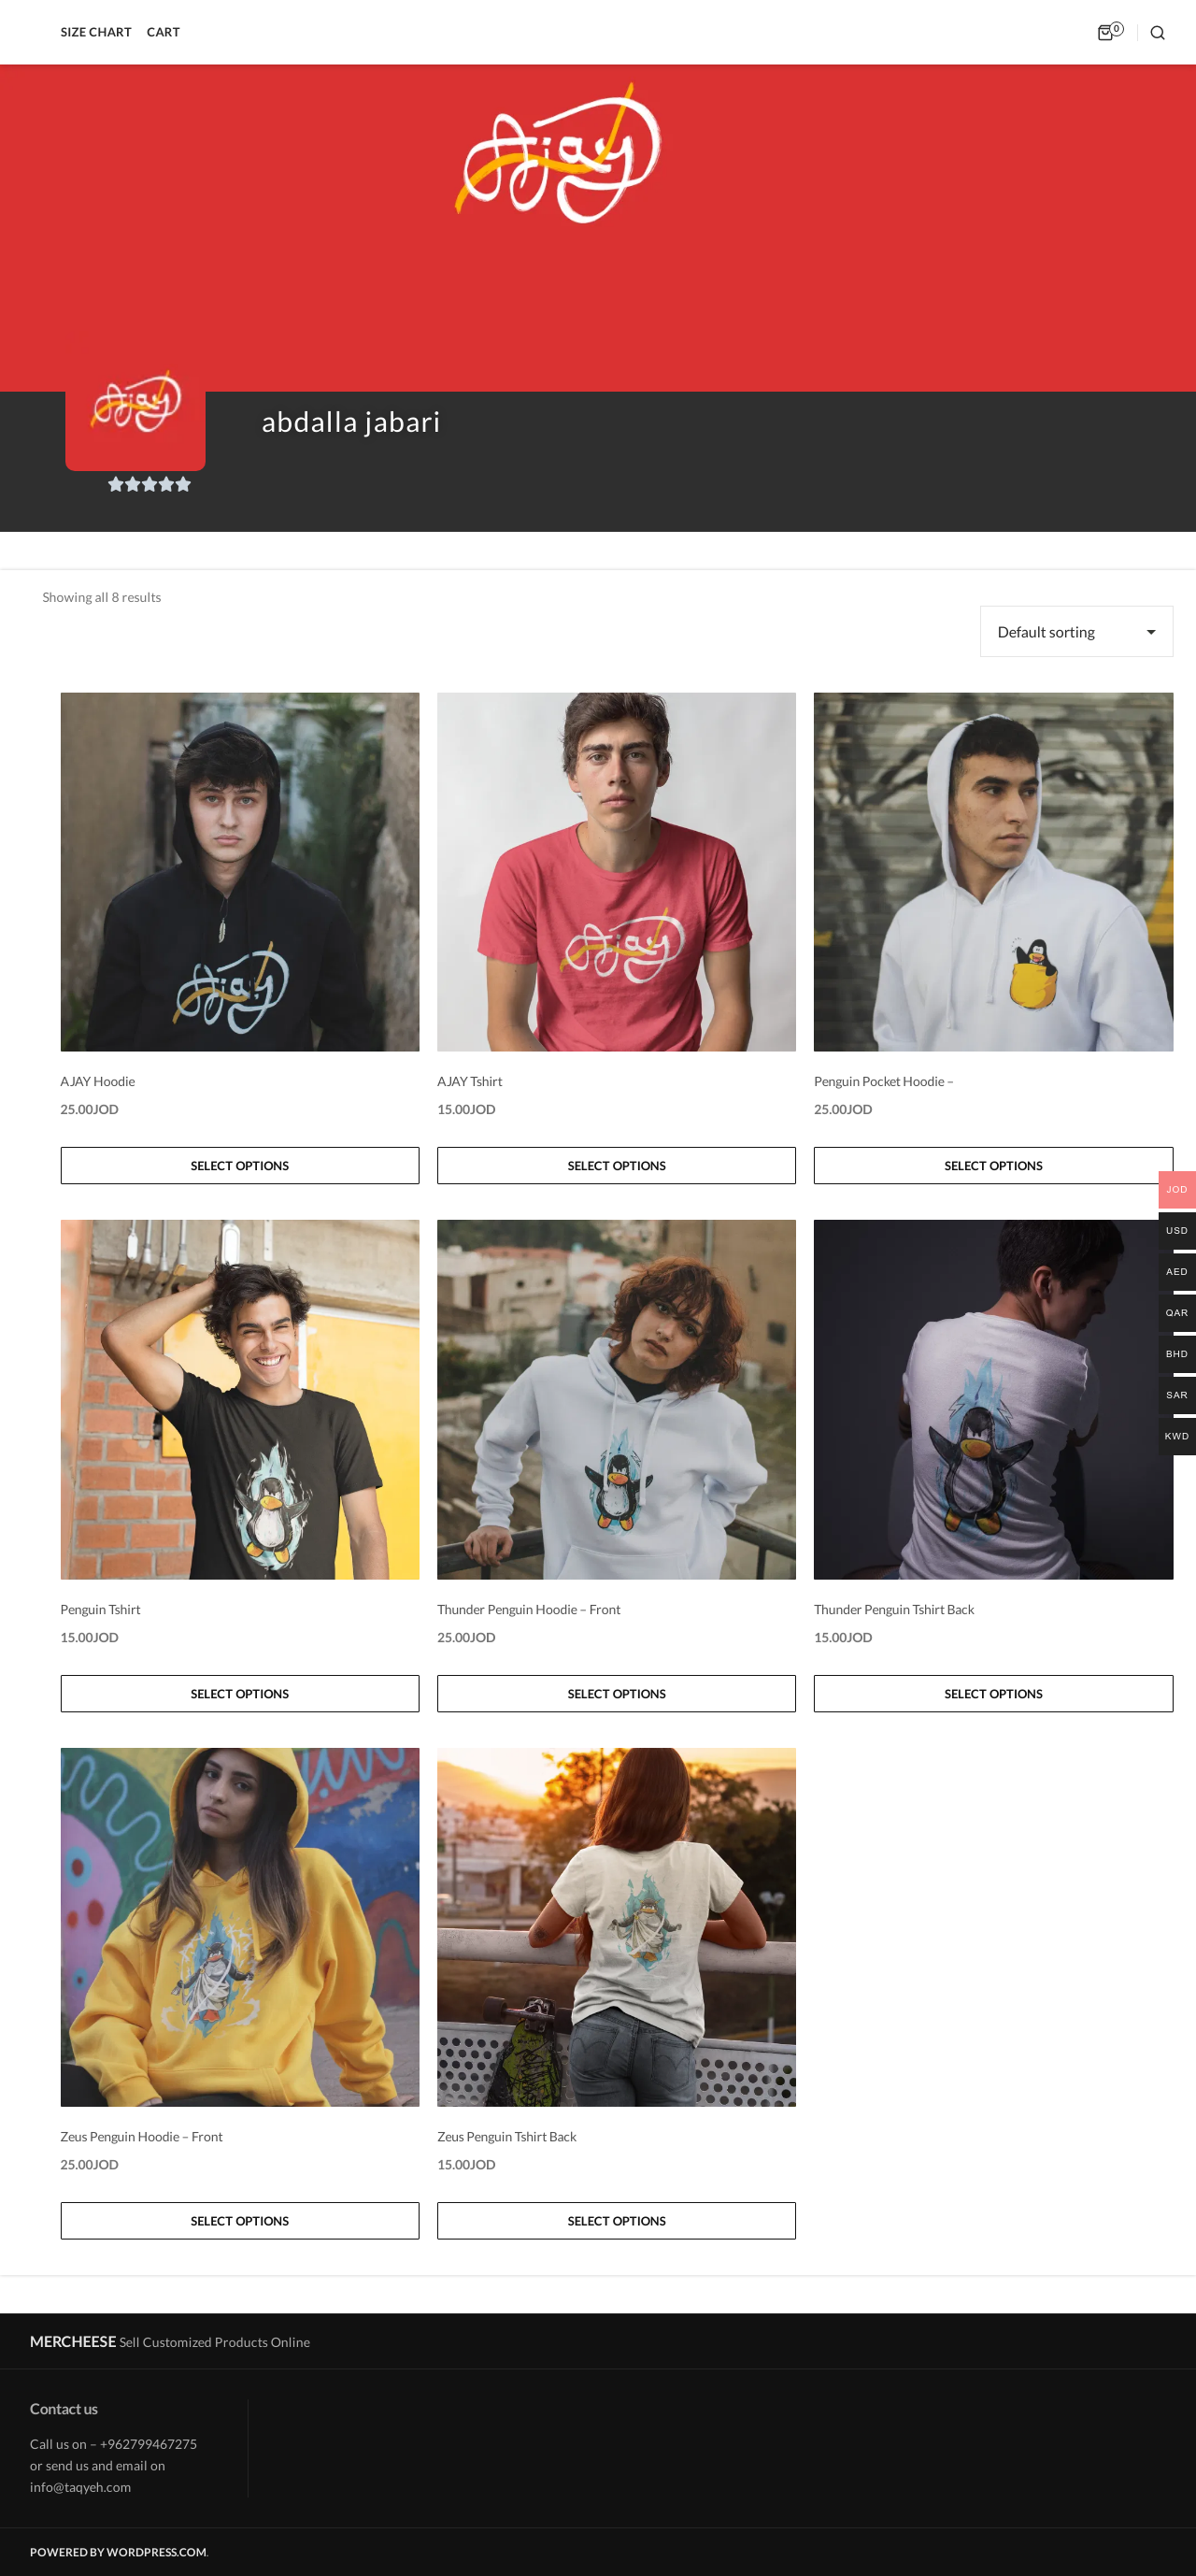 SIZE CHART CART
0
Ajay
Ajay
abdalla jabari
Showing all 8 results
Default sorting
Ajay
Ajay
AJAY Hoodie
25.00JOD
SELECT OPTIONS
AJAY Tshirt
15.00JOD
SELECT OPTIONS
Penguin Pocket Hoodie –
25.00JOD
SELECT OPTIONS
JOD
USD
AED
QAR
BHD
SAR
KWD
Penguin Tshirt
15.00JOD
SELECT OPTIONS
Thunder Penguin Hoodie – Front
25.00JOD
SELECT OPTIONS
Thunder Penguin Tshirt Back
15.00JOD
SELECT OPTIONS
Zeus Penguin Hoodie – Front
25.00JOD
SELECT OPTIONS
Zeus Penguin Tshirt Back
15.00JOD
SELECT OPTIONS
MERCHEESE Sell Customized Products Online
Contact us
Call us on – +962799467275
or send us and email on
info@taqyeh.com
POWERED BY WORDPRESS.COM.